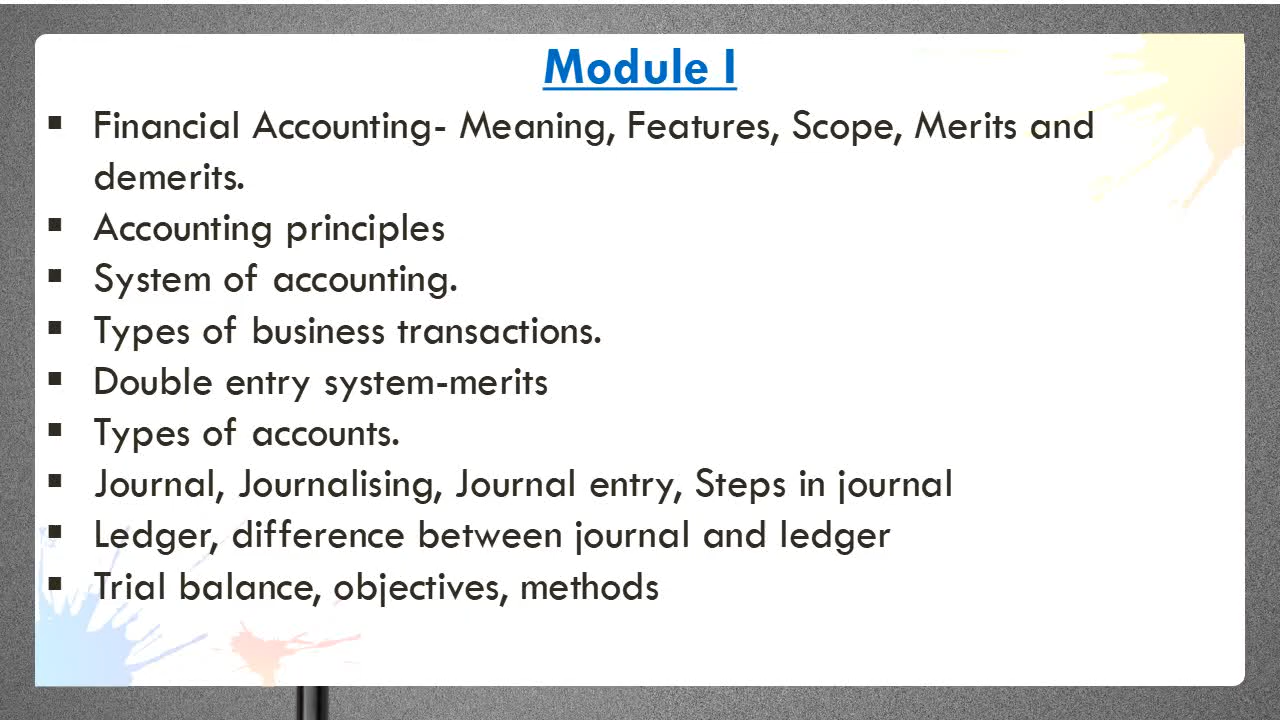 Module I
▪ Financial Accounting- Meaning, Features, Scope, Merits and
demerits.
▪ Accounting principles
▪ System of accounting.
▪ Types of business transactions.
▪ Double entry system-merits
▪ Types of accounts.
▪ Journal, Journalising, Journal entry, Steps in journal
▪ Ledger, difference between journal and ledger
▪ Trial balance, objectives, methods